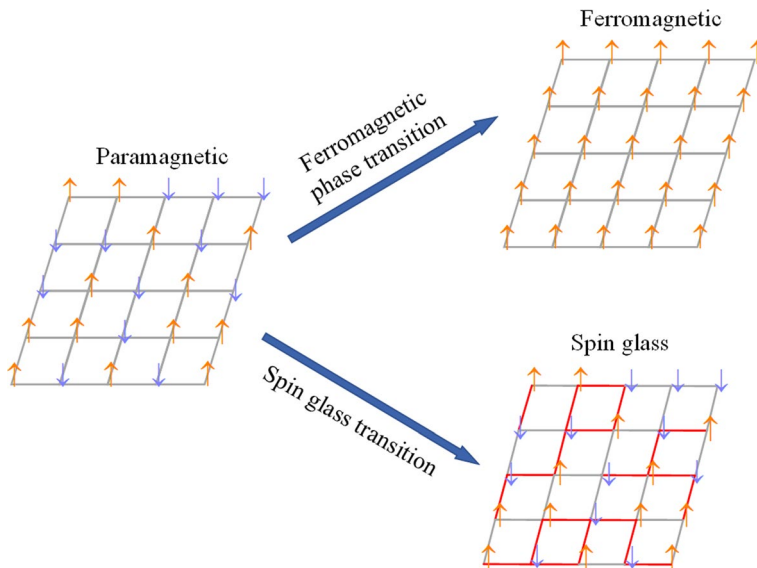 Ferromagnetic
Paramagnetic
Ferromagnetic
phase transition
Spin glass
Spin glass transition